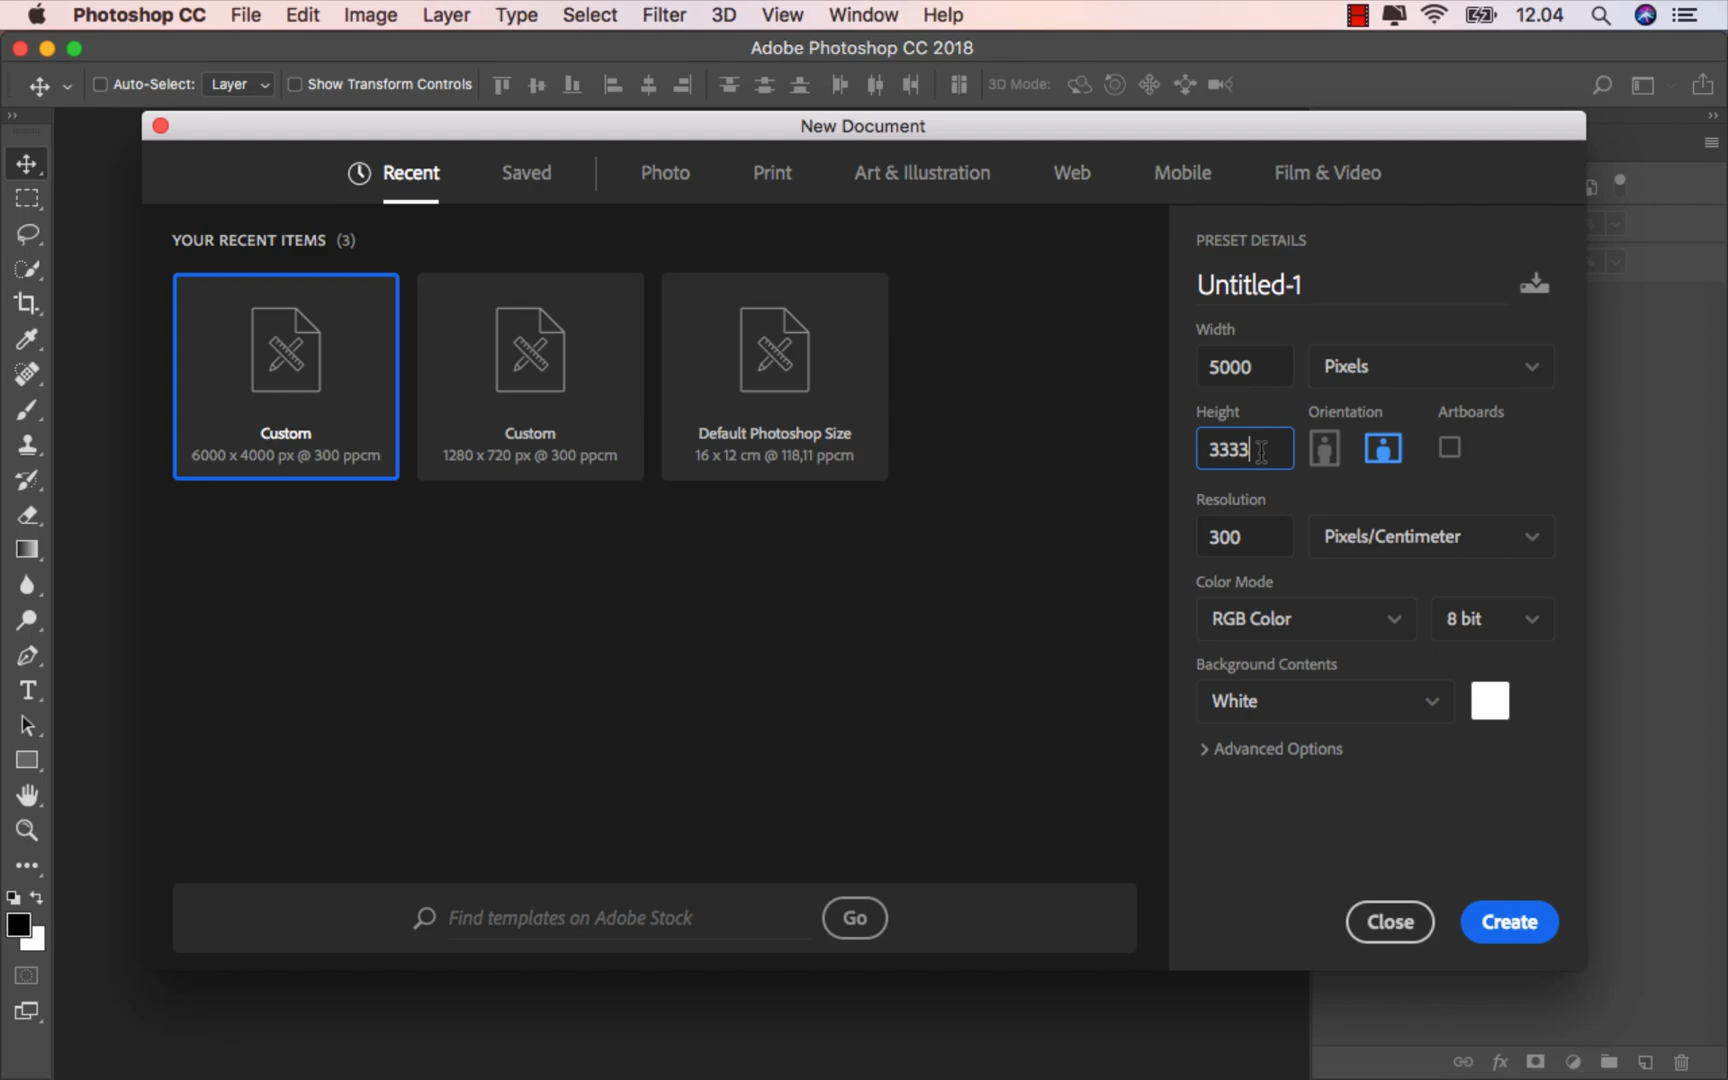 Photoshop CC File Edit Image Layer Type Select Filter 3D View Window Help 12.04
Adobe Photoshop CC 2018
Auto-Select: Layer Show Transform Controls 3D Mode:
New Document
Recent Saved Photo Print Art & Illustration Web Mobile Film & Video
YOUR RECENT ITEMS (3)
Custom
6000 x 4000 px @ 300 ppcm
Custom
1280 x 720 px @ 300 ppcm
Default Photoshop Size
16 x 12 cm @ 118,11 ppcm
Find templates on Adobe Stock Go
PRESET DETAILS
Untitled-1
Width
5000 Pixels
Height Orientation Artboards
3333
Resolution
300 Pixels/Centimeter
Color Mode
RGB Color 8 bit
Background Contents
White
Advanced Options
Close Create
fx